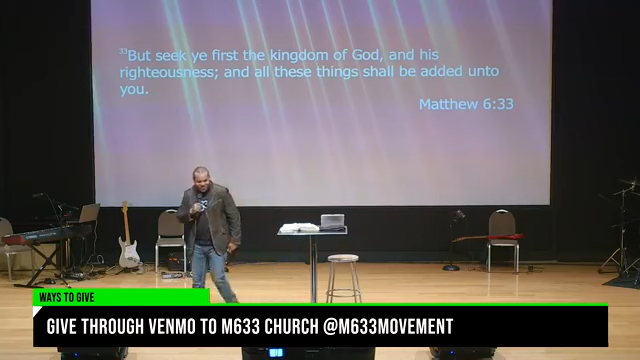 33But seek ye first the kingdom of God, and his
righteousness; and all these things shall be added unto
you.
Matthew 6:33
WAYS TO GIVE
GIVE THROUGH VENMO TO M633 CHURCH @M633MOVEMENT